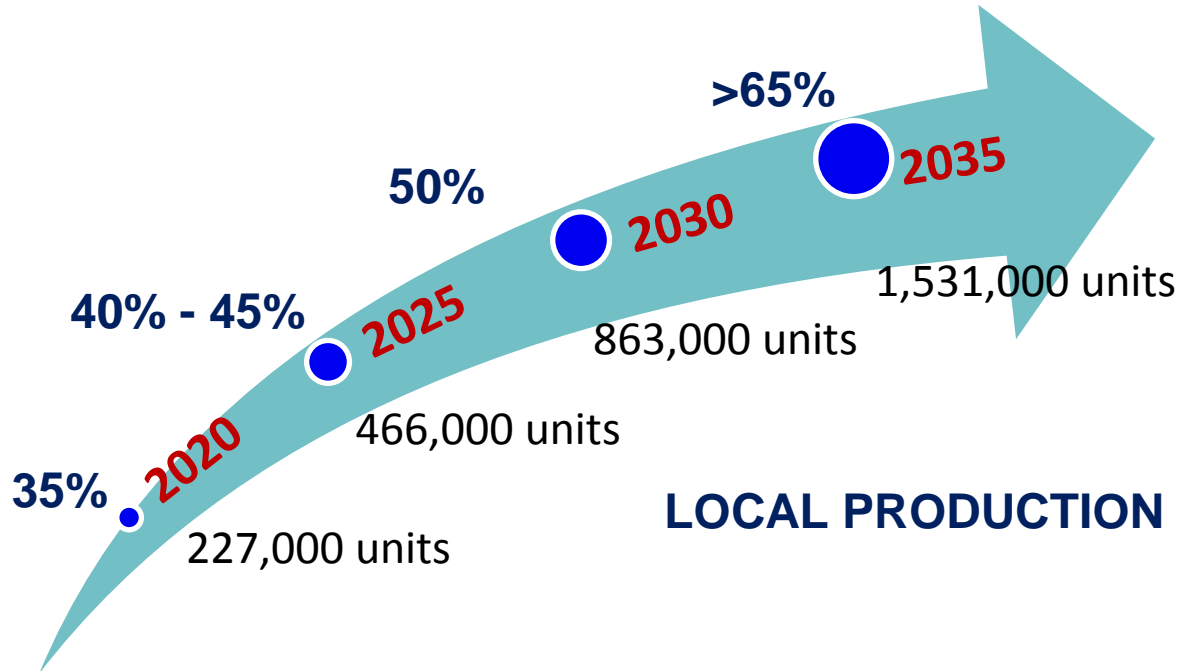 >65%
2035
1,531,000 units
50%
2030
863,000 units
40% - 45%
2025
466,000 units
35%
2020
227,000 units
LOCAL PRODUCTION